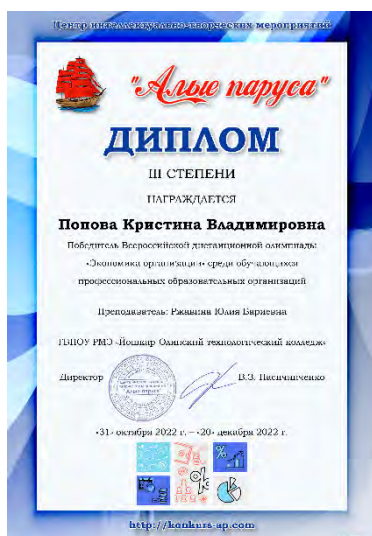 Центр интеллектуально-творческих мероприятий
"Алые паруса"
ДИПЛОМ
III СТЕПЕНИ
НАГРАЖДАЕТСЯ
Попова Кристина Владимировна
Победитель Всероссийской дистанционной олимпиады:
«Экономика организации» среди обучающихся
профессиональных образовательных организаций
Преподаватель: Юлия
ГБПОУ РМЭ «Йошкар-Олинский технологический колледж»
Директор В.З.
«31» октября 2022 г. – «20» декабря 2022 г.
http://konkurs-ap.com